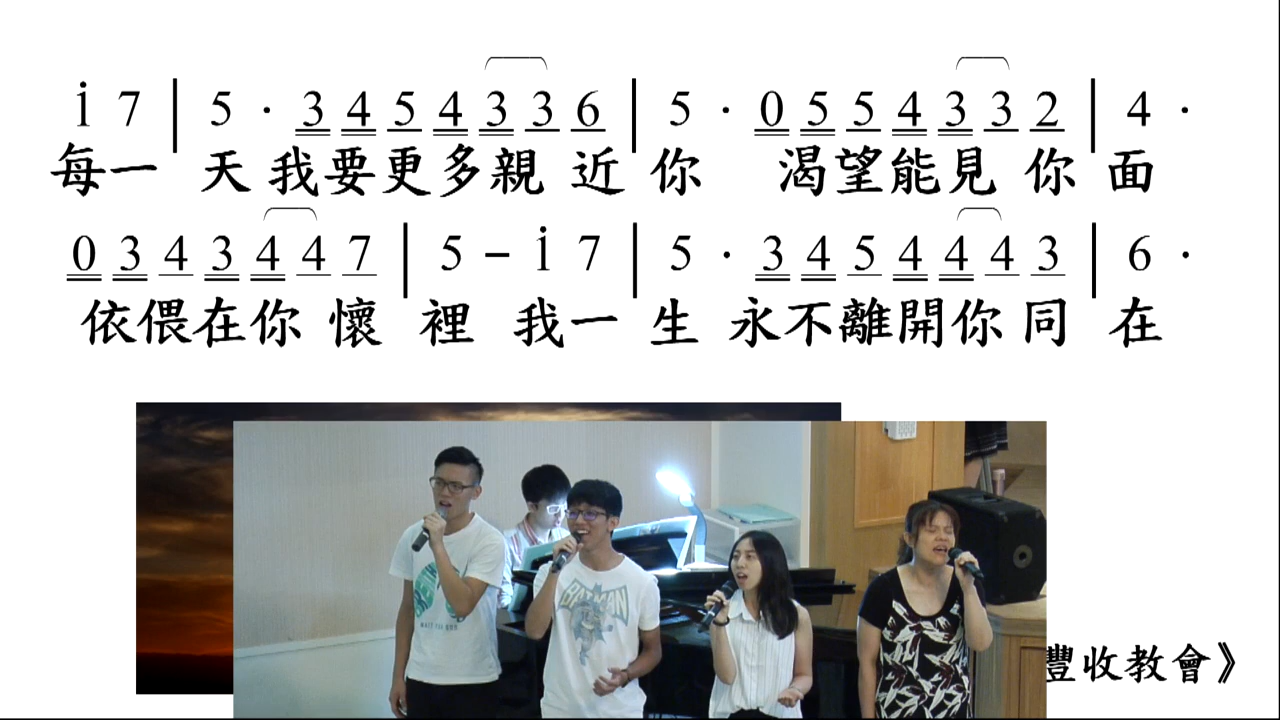 i 7 | 5 · 3 4 5 4 3 3 6 | 5 · 0 5 5 4 3 3 2 | 4 ·
每一 天我要更多親 近 你 渴望能見 你 面
0 3 4 3 4 4 7 | 5 – i 7 | 5 · 3 4 5 4 4 4 3 | 6 ·
依偎在你 懷 裡 我一 生 永不離開你 同 在
BATMAN
豐收教會》